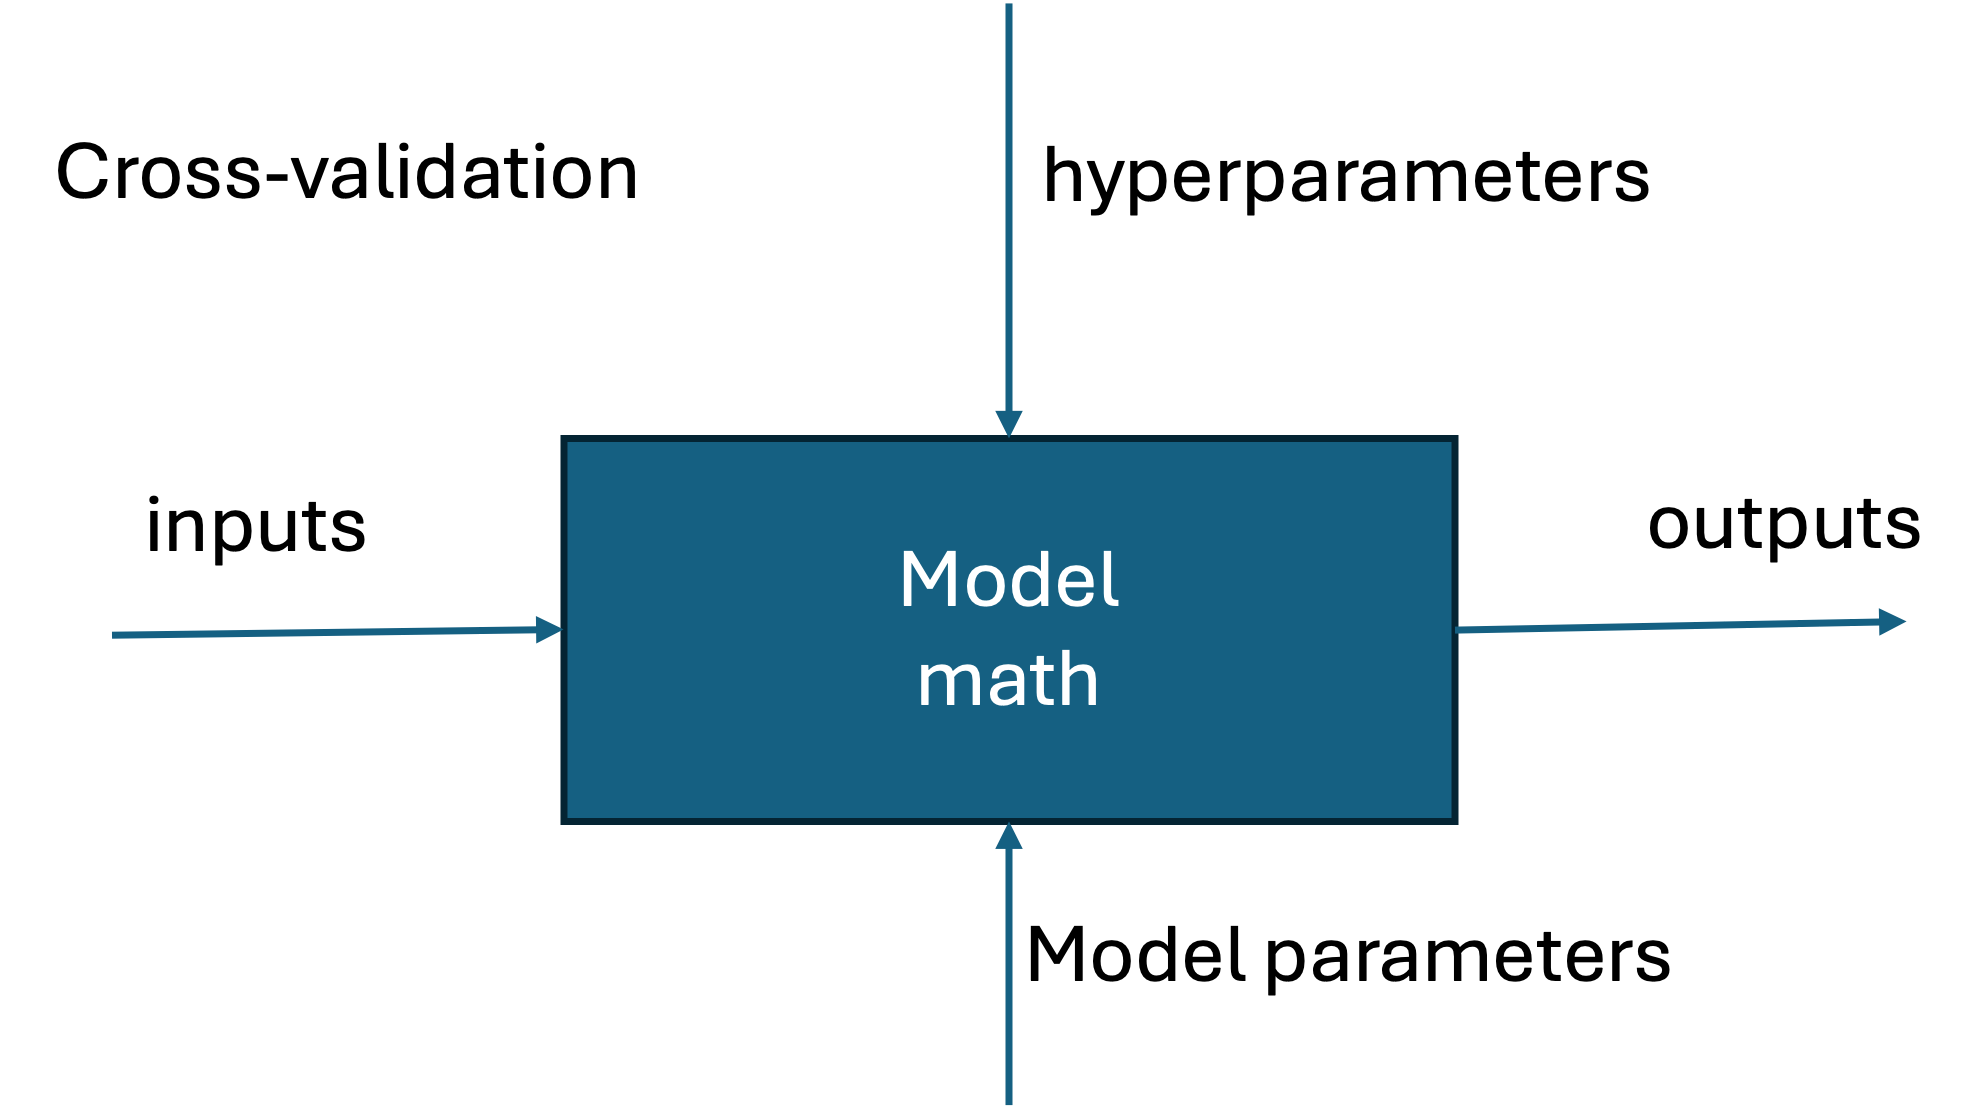 Cross-validation
hyperparameters
inputs
outputs
Model
math
Model parameters